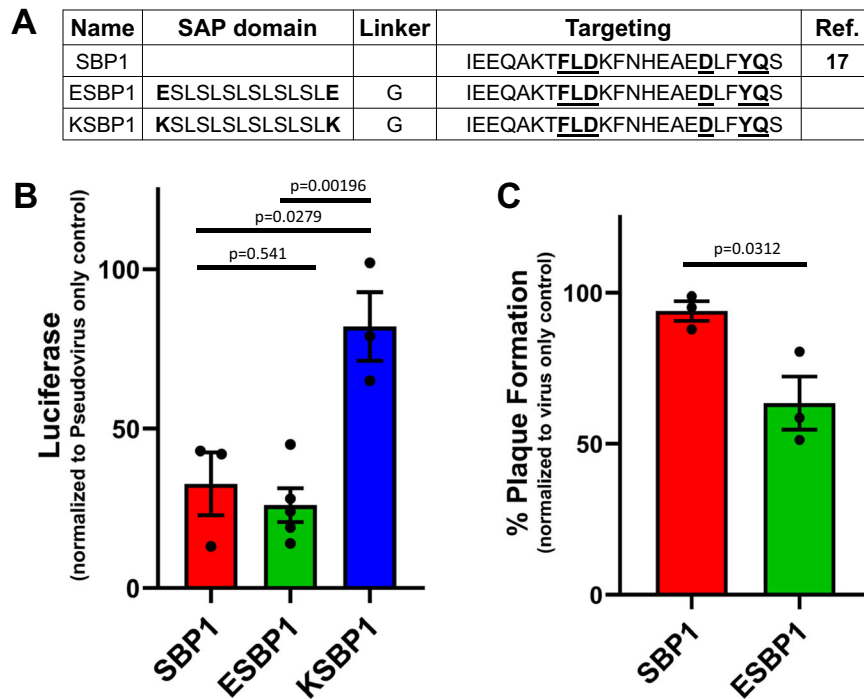 A
Name SAP domain Linker Targeting Ref.
SBP1 IEEQAKTFLDKFNHEAEDLFYQS 17
ESBP1 ESLSLSLSLSLSLE G IEEQAKTFLDKFNHEAEDLFYQS
KSBP1 KSLSLSLSLSLSLK G IEEQAKTFLDKFNHEAEDLFYQS
B
p=0.00196
p=0.0279
p=0.541
Luciferase
(normalized to Pseudovirus only control)
100
50
0
SBP1
ESBP1
KSBP1
C
p=0.0312
% Plaque Formation
(normalized to virus only control)
100
50
0
SBP1
ESBP1